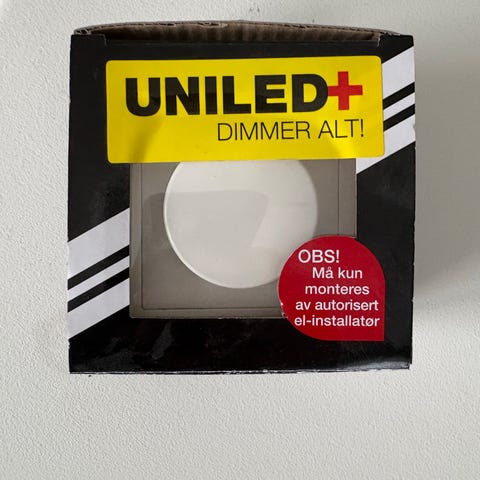 UNILED+
DIMMER ALT!
OBS!
Må kun
monteres
av autorisert
el-installatør